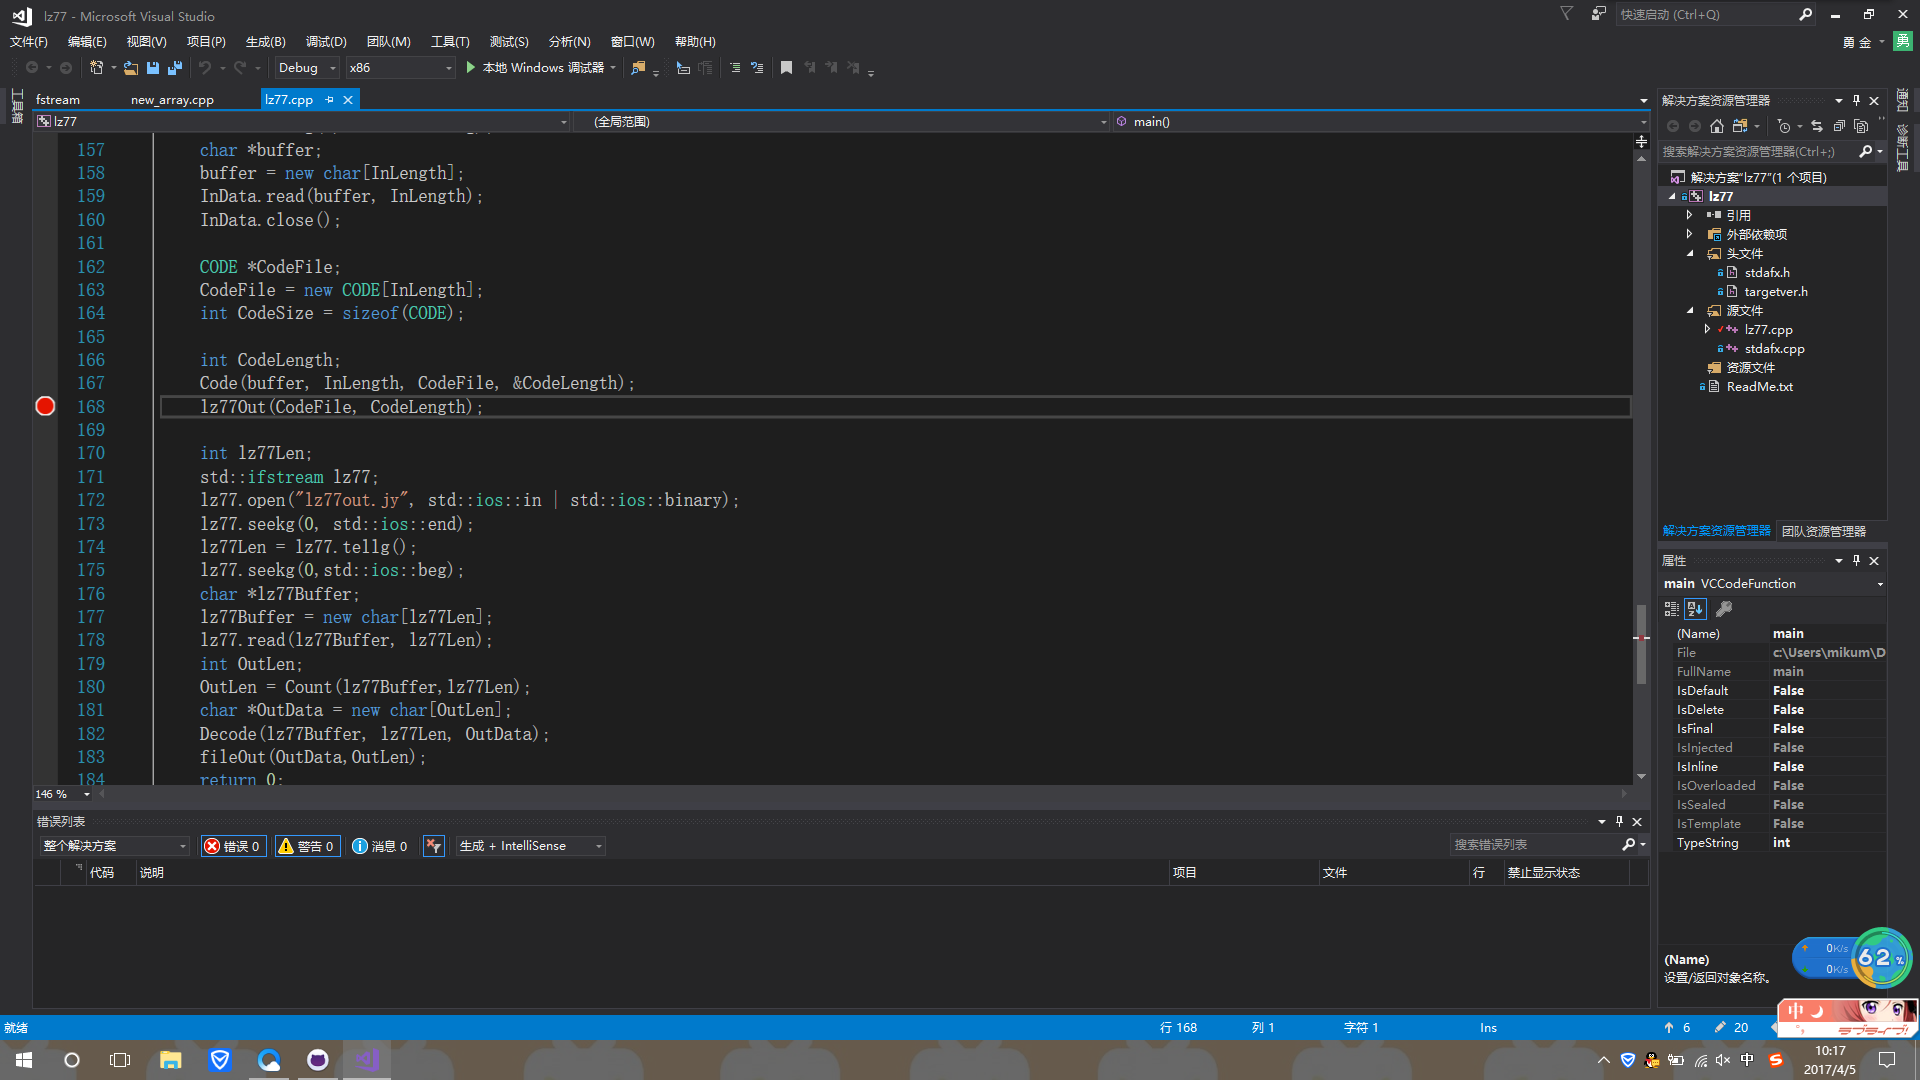 lz77 - Microsoft Visual Studio
快速启动 (Ctrl+Q)
文件(F) 编辑(E) 视图(V) 项目(P) 生成(B) 调试(D) 团队(M) 工具(T) 测试(S) 分析(N) 窗口(W) 帮助(H)
勇 金 勇
Debug x86 本地 Windows 调试器
工具箱
fstream new_array.cpp lz77.cpp
lz77 (全局范围) main()
157 char *buffer;
158 buffer = new char[InLength];
159 InData.read(buffer, InLength);
160 InData.close();
161
162 CODE *CodeFile;
163 CodeFile = new CODE[InLength];
164 int CodeSize = sizeof(CODE);
165
166 int CodeLength;
167 Code(buffer, InLength, CodeFile, &CodeLength);
168 lz77Out(CodeFile, CodeLength);
169
170 int lz77Len;
171 std::ifstream lz77;
172 lz77.open("lz77out.jy", std::ios::in | std::ios::binary);
173 lz77.seekg(0, std::ios::end);
174 lz77Len = lz77.tellg();
175 lz77.seekg(0,std::ios::beg);
176 char *lz77Buffer;
177 lz77Buffer = new char[lz77Len];
178 lz77.read(lz77Buffer, lz77Len);
179 int OutLen;
180 OutLen = Count(lz77Buffer,lz77Len);
181 char *OutData = new char[OutLen];
182 Decode(lz77Buffer, lz77Len, OutData);
183 fileOut(OutData,OutLen);
184 return 0;
146 %
错误列表
整个解决方案 错误 0 警告 0 消息 0 生成 + IntelliSense 搜索错误列表
代码 说明 项目 文件 行 禁止显示状态
解决方案资源管理器
搜索解决方案资源管理器(Ctrl+;)
解决方案"lz77"(1 个项目)
lz77
引用
外部依赖项
头文件
stdafx.h
targetver.h
源文件
lz77.cpp
stdafx.cpp
资源文件
ReadMe.txt
解决方案资源管理器 团队资源管理器
属性
main VCCodeFunction
(Name) main
File c:\Users\mikum\D
FullName main
IsDefault False
IsDelete False
IsFinal False
IsInjected False
IsInline False
IsOverloaded False
IsSealed False
IsTemplate False
TypeString int
(Name)
设置/返回对象名称。
通知
诊断工具
0K/s
0K/s
62%
中
ラブライブ!
就绪 行 168 列 1 字符 1 Ins 6 20
中
10:17
2017/4/5